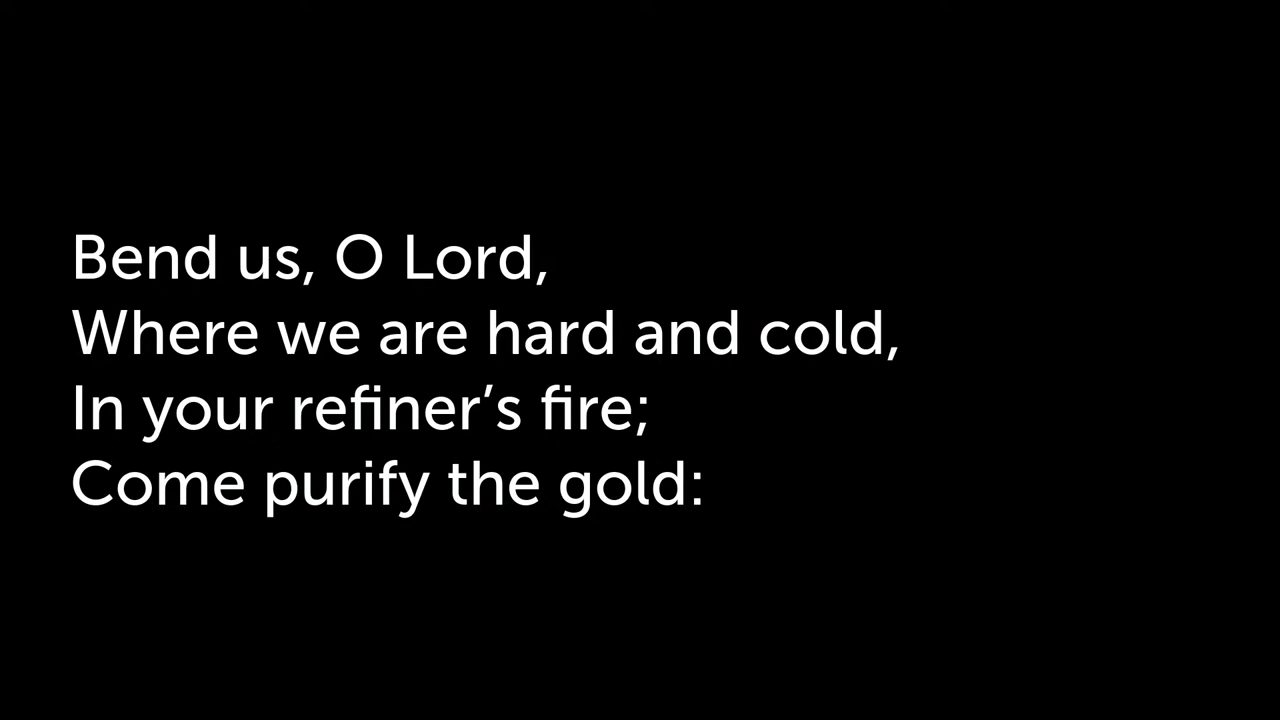 Bend us, O Lord,
Where we are hard and cold,
In your refiner’s fire;
Come purify the gold: